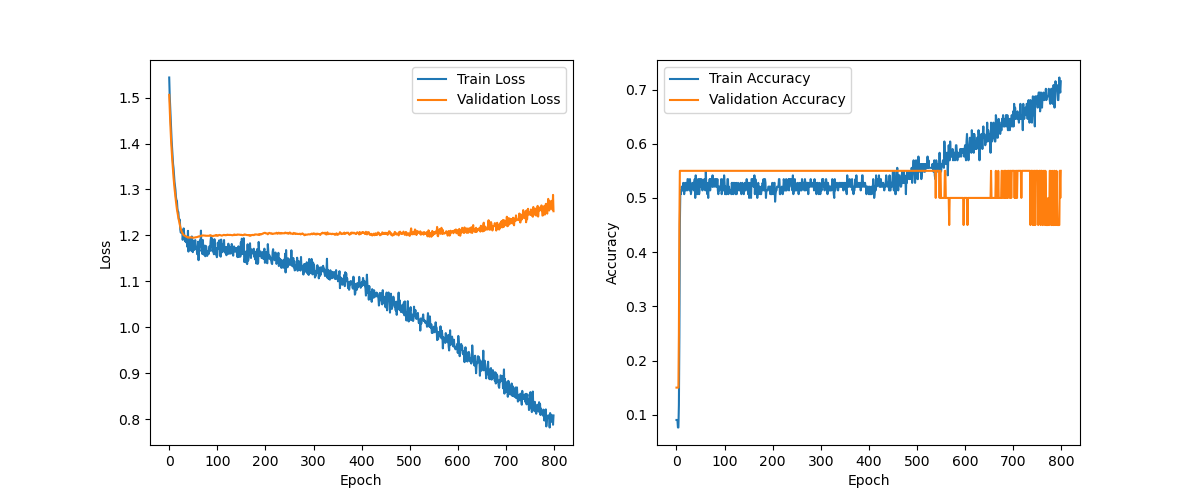 Train Loss
Validation Loss
1.5
1.4
1.3
1.2
1.1
1.0
0.9
0.8
Loss
0 100 200 300 400 500 600 700 800
Epoch
Train Accuracy
Validation Accuracy
0.7
0.6
0.5
0.4
0.3
0.2
0.1
Accuracy
0 100 200 300 400 500 600 700 800
Epoch